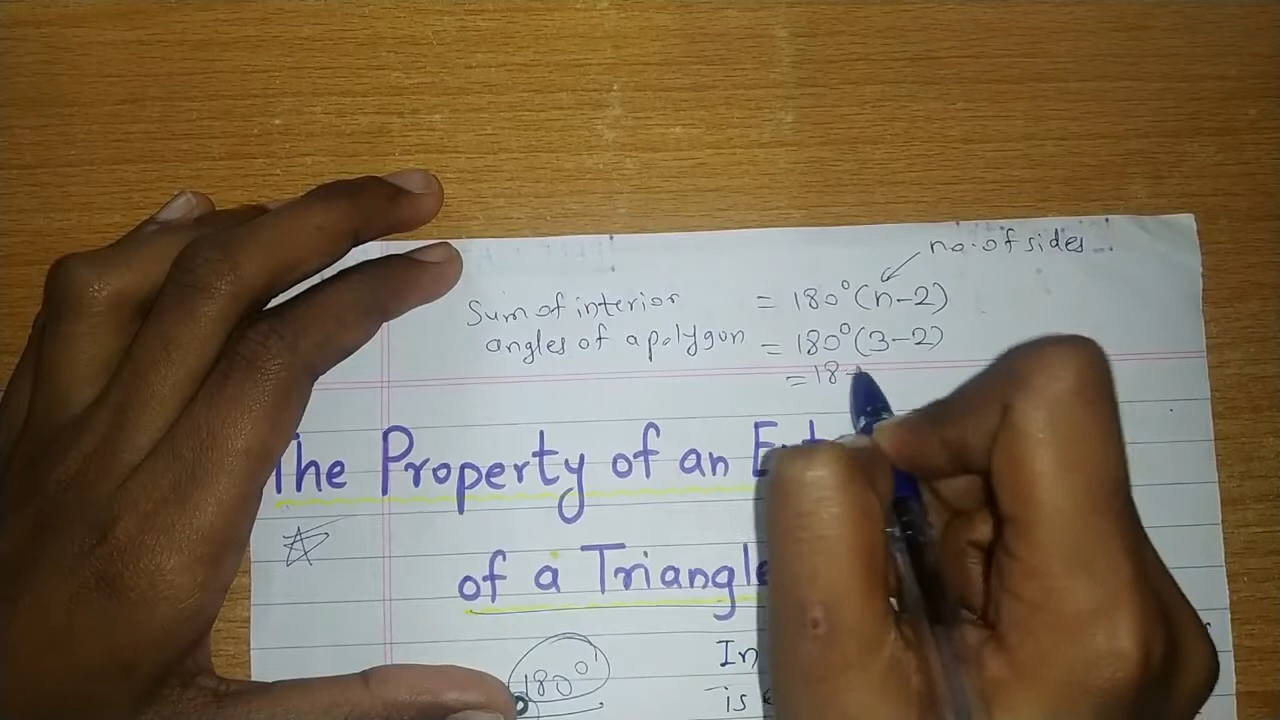 no. of sides
Sum of interior = 180°(n-2)
angles of a polygon = 180°(3-2)
= 18
The Property of an
of a Triangle
180°
In
is